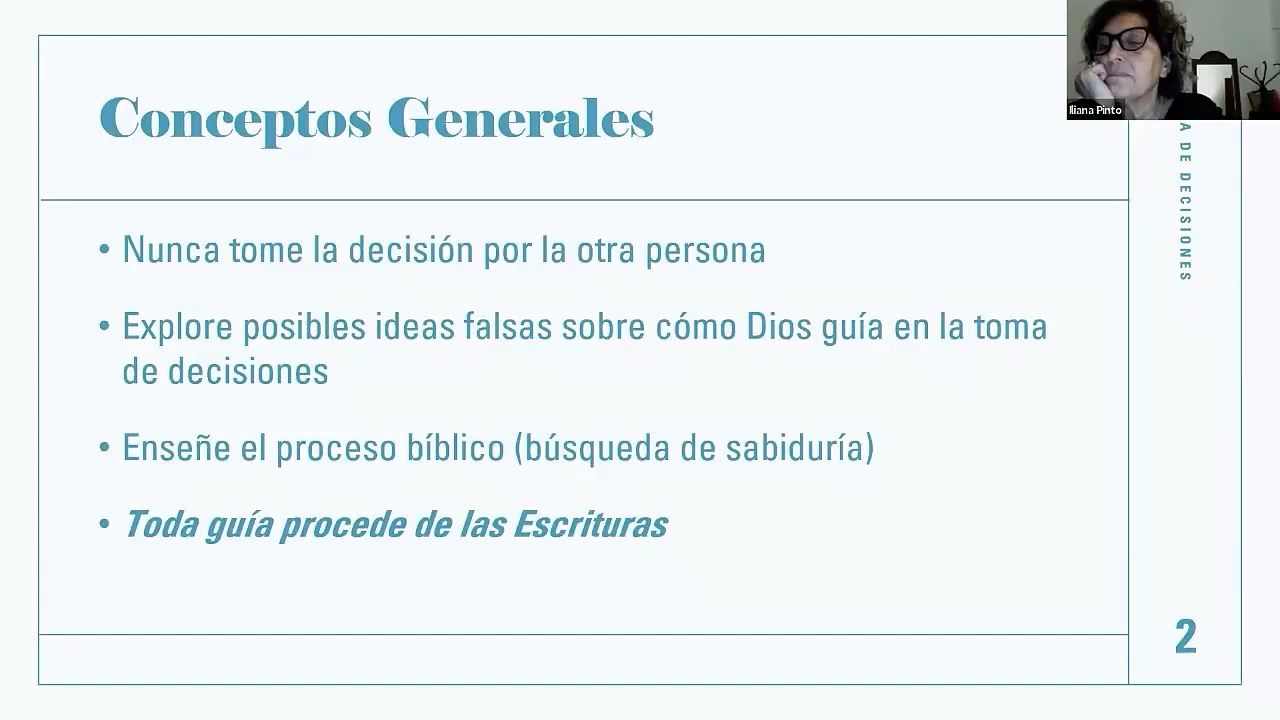 Conceptos Generales
Iliana Pinto
A DE DECISIONES
• Nunca tome la decisión por la otra persona
• Explore posibles ideas falsas sobre cómo Dios guía en la toma
de decisiones
• Enseñe el proceso bíblico (búsqueda de sabiduría)
• Toda guía procede de las Escrituras
2